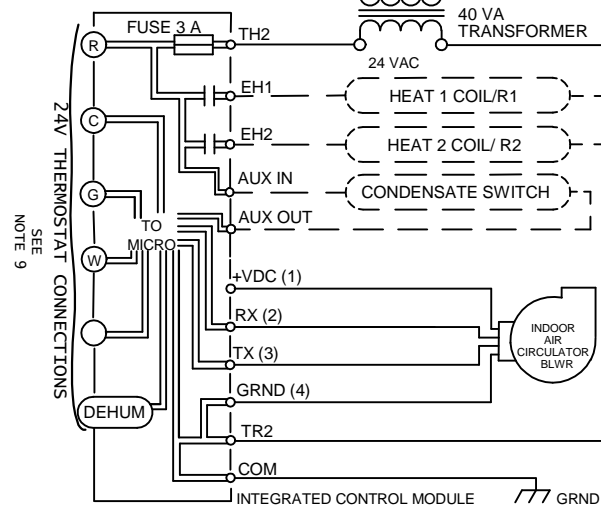 40 VA
TRANSFORMER
24 VAC
FUSE 3 A
TH2
R
EH1
HEAT 1 COIL/R1
C
EH2
HEAT 2 COIL/ R2
AUX IN
CONDENSATE SWITCH
G
AUX OUT
TO
MICRO
W
24V THERMOSTAT CONNECTIONS
SEE
NOTE 9
+VDC (1)
RX (2)
TX (3)
GRND (4)
INDOOR
AIR
CIRCULATOR
BLWR
DEHUM
TR2
COM
INTEGRATED CONTROL MODULE
GRND